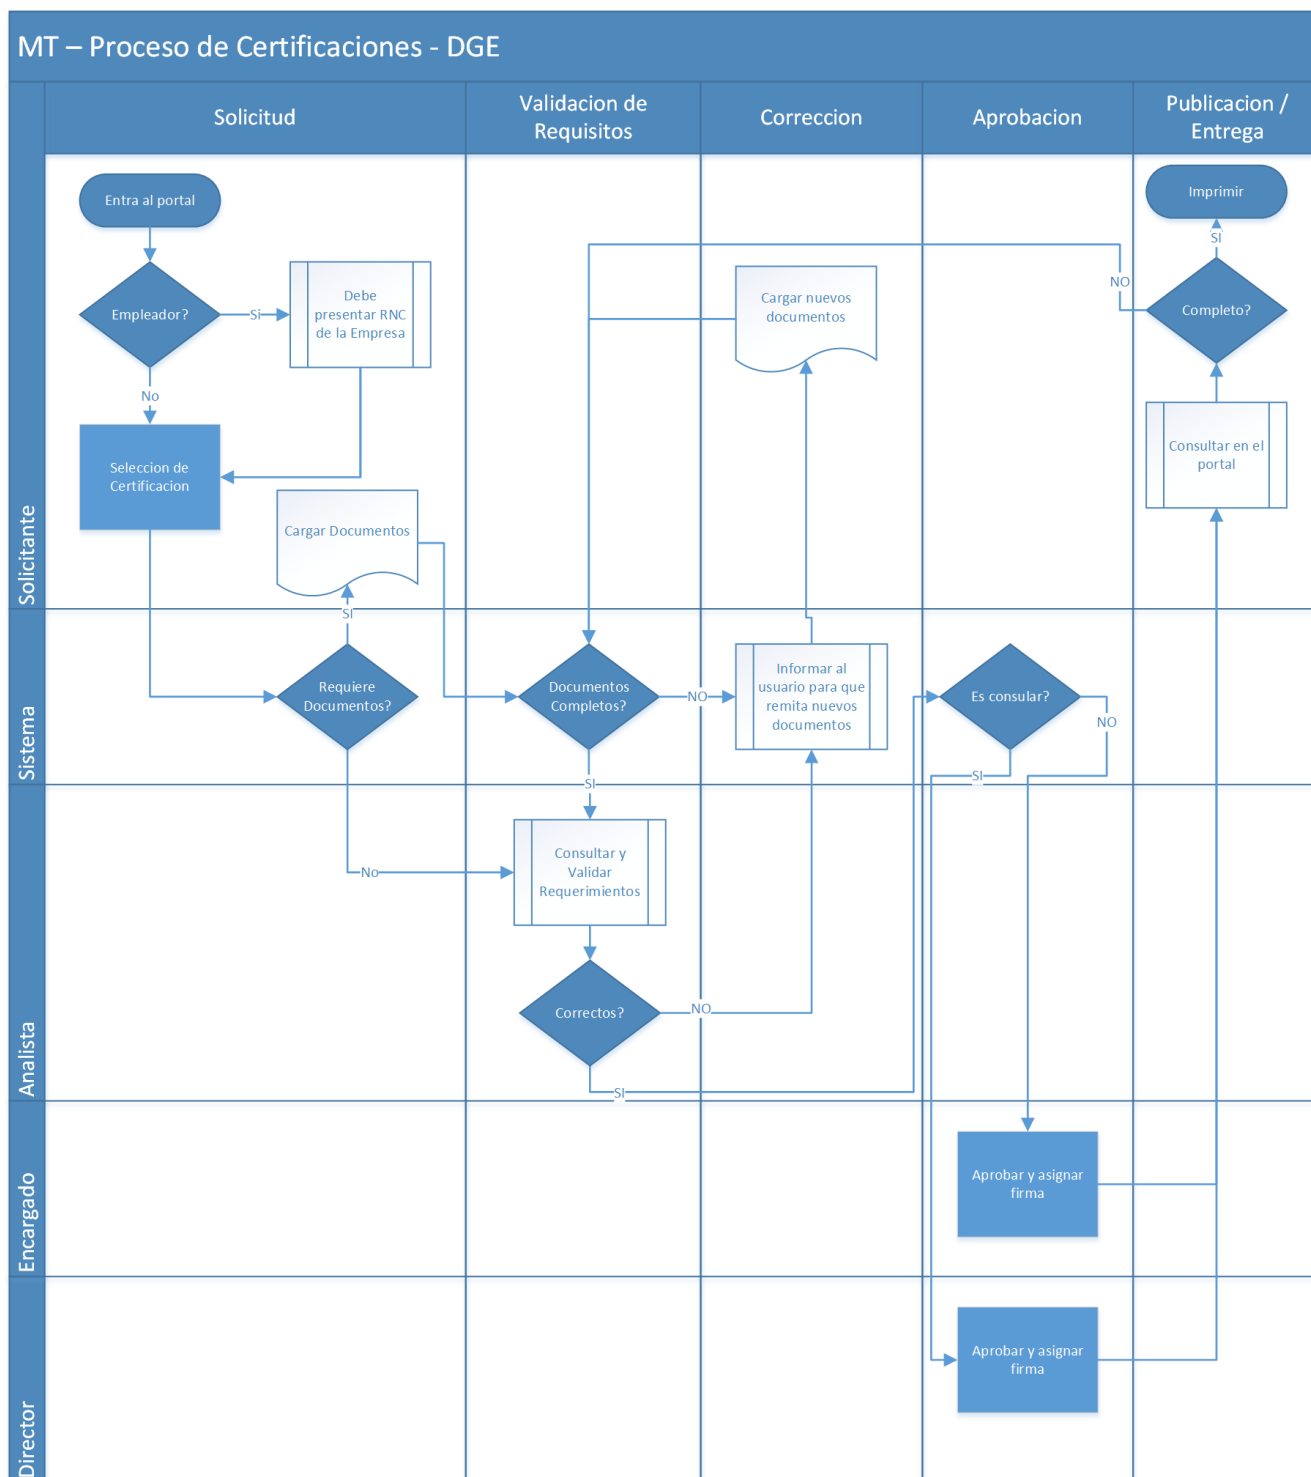 MT – Proceso de Certificaciones - DGE
Solicitud
Validacion de
Requisitos
Correccion
Aprobacion
Publicacion /
Entrega
Solicitante
Entra al portal
Empleador?
Si
Debe
presentar RNC
de la Empresa
No
Seleccion de
Certificacion
Cargar Documentos
SI
Cargar nuevos
documentos
Imprimir
SI
NO
Completo?
Consultar en el
portal
Sistema
Requiere
Documentos?
Documentos
Completos?
NO
Informar al
usuario para que
remita nuevos
documentos
Es consular?
NO
SI
SI
Analista
No
Consultar y
Validar
Requerimientos
Correctos?
NO
SI
Encargado
Aprobar y asignar
firma
Director
Aprobar y asignar
firma